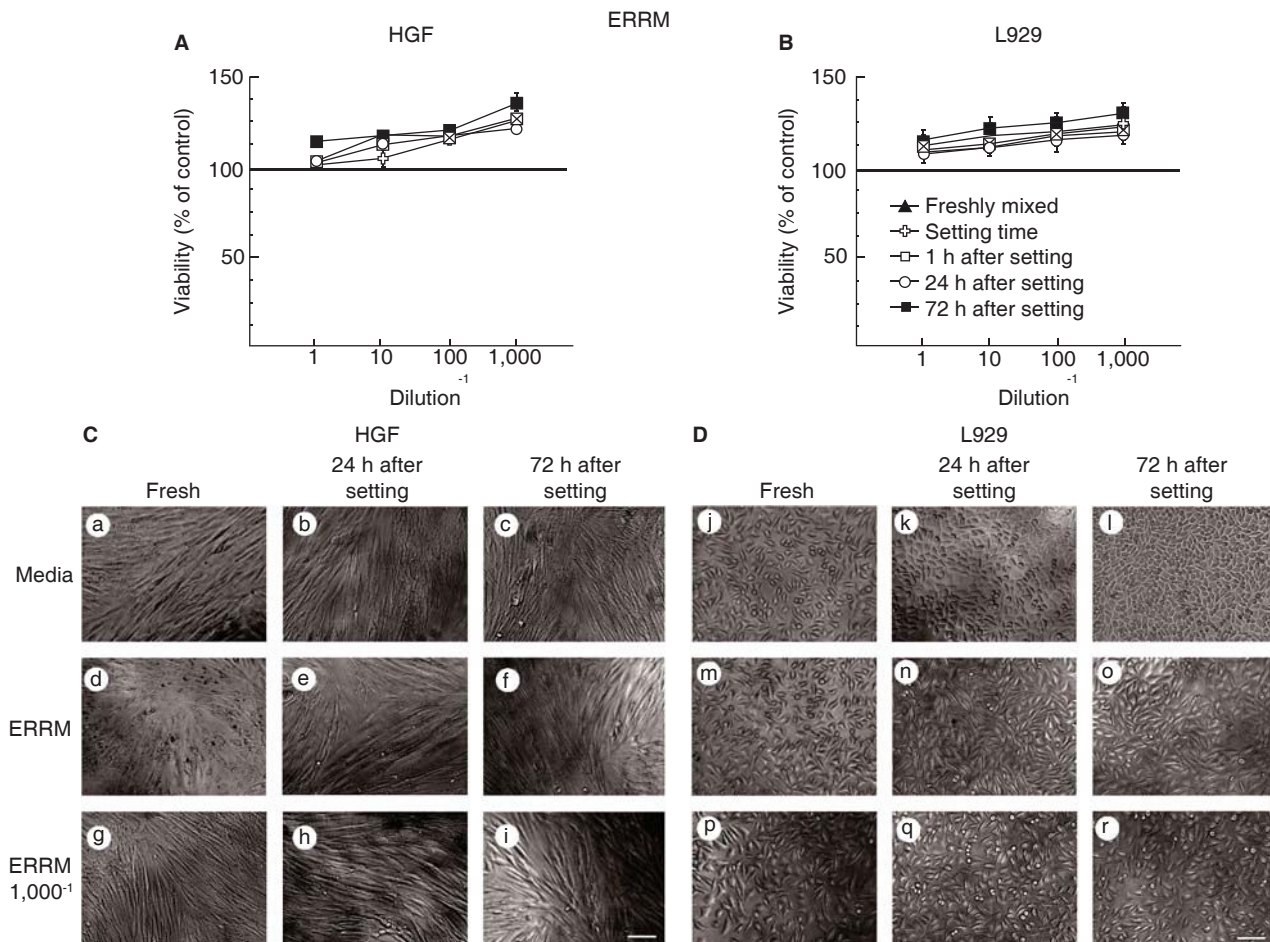 ERRM
A
HGF
150
100
50
Viability (% of control)
1
10
100
1,000
Dilution⁻¹
B
L929
150
100
50
Viability (% of control)
Freshly mixed
Setting time
1 h after setting
24 h after setting
72 h after setting
1
10
100
1,000
Dilution⁻¹
C
HGF
Fresh
24 h after
setting
72 h after
setting
D
L929
Fresh
24 h after
setting
72 h after
setting
Media
a
b
c
j
k
l
ERRM
d
e
f
m
n
o
ERRM
1,000⁻¹
g
h
i
p
q
r